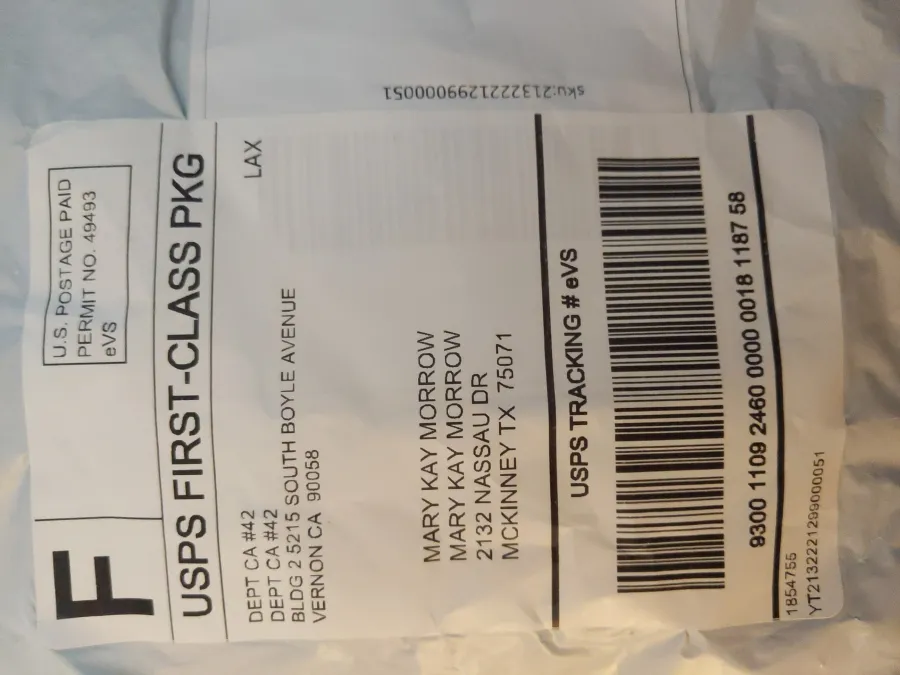 sku:2132221299000051
F
U.S. POSTAGE PAID
PERMIT NO. 49493
eVS
USPS FIRST-CLASS PKG
LAX
DEPT CA #42
DEPT CA #42
BLDG 2 5215 SOUTH BOYLE AVENUE
VERNON CA 90058
MARY KAY MORROW
MARY KAY MORROW
2132 NASSAU DR
MCKINNEY TX 75071
USPS TRACKING # eVS
9300 1109 2460 0000 0018 1187 58
1854755
YT2132221299000051